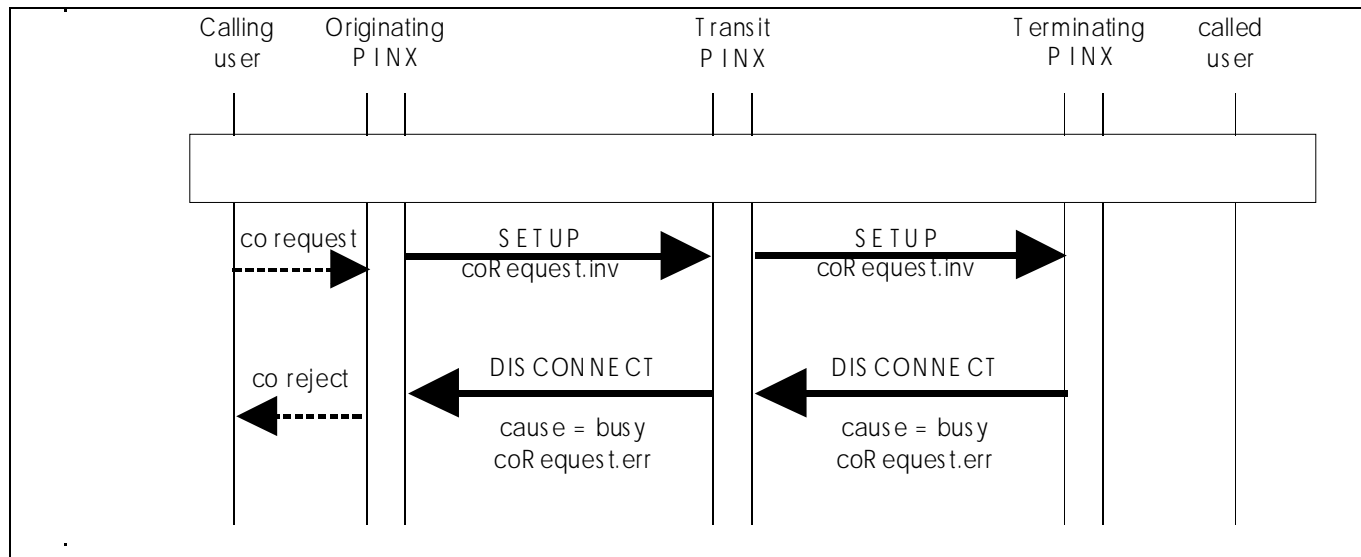 Calling user
Originating PINX
Transit PINX
Terminating PINX
called user
co request
SETUP
coRequest.inv
SETUP
coRequest.inv
co reject
DISCONNECT
cause = busy
coRequest.err
DISCONNECT
cause = busy
coRequest.err